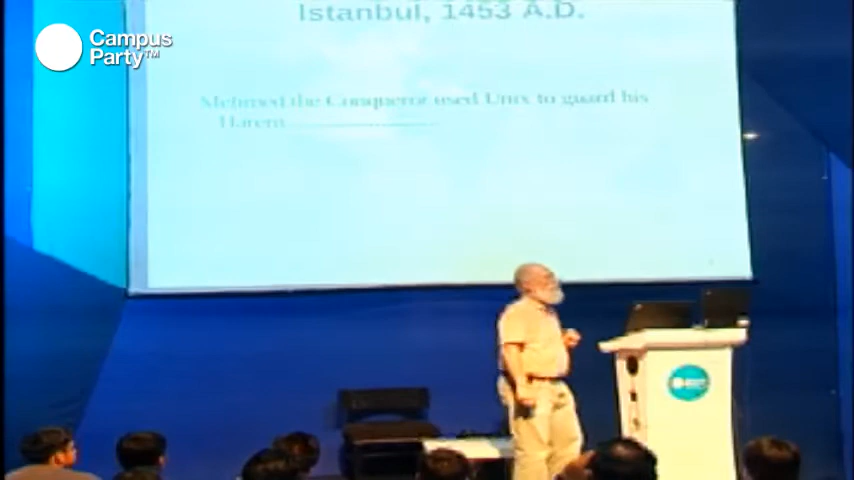 Campus
Party™
Istanbul, 1453 A.D.
Mehmed the Conqueror used Unix to guard his
Harem